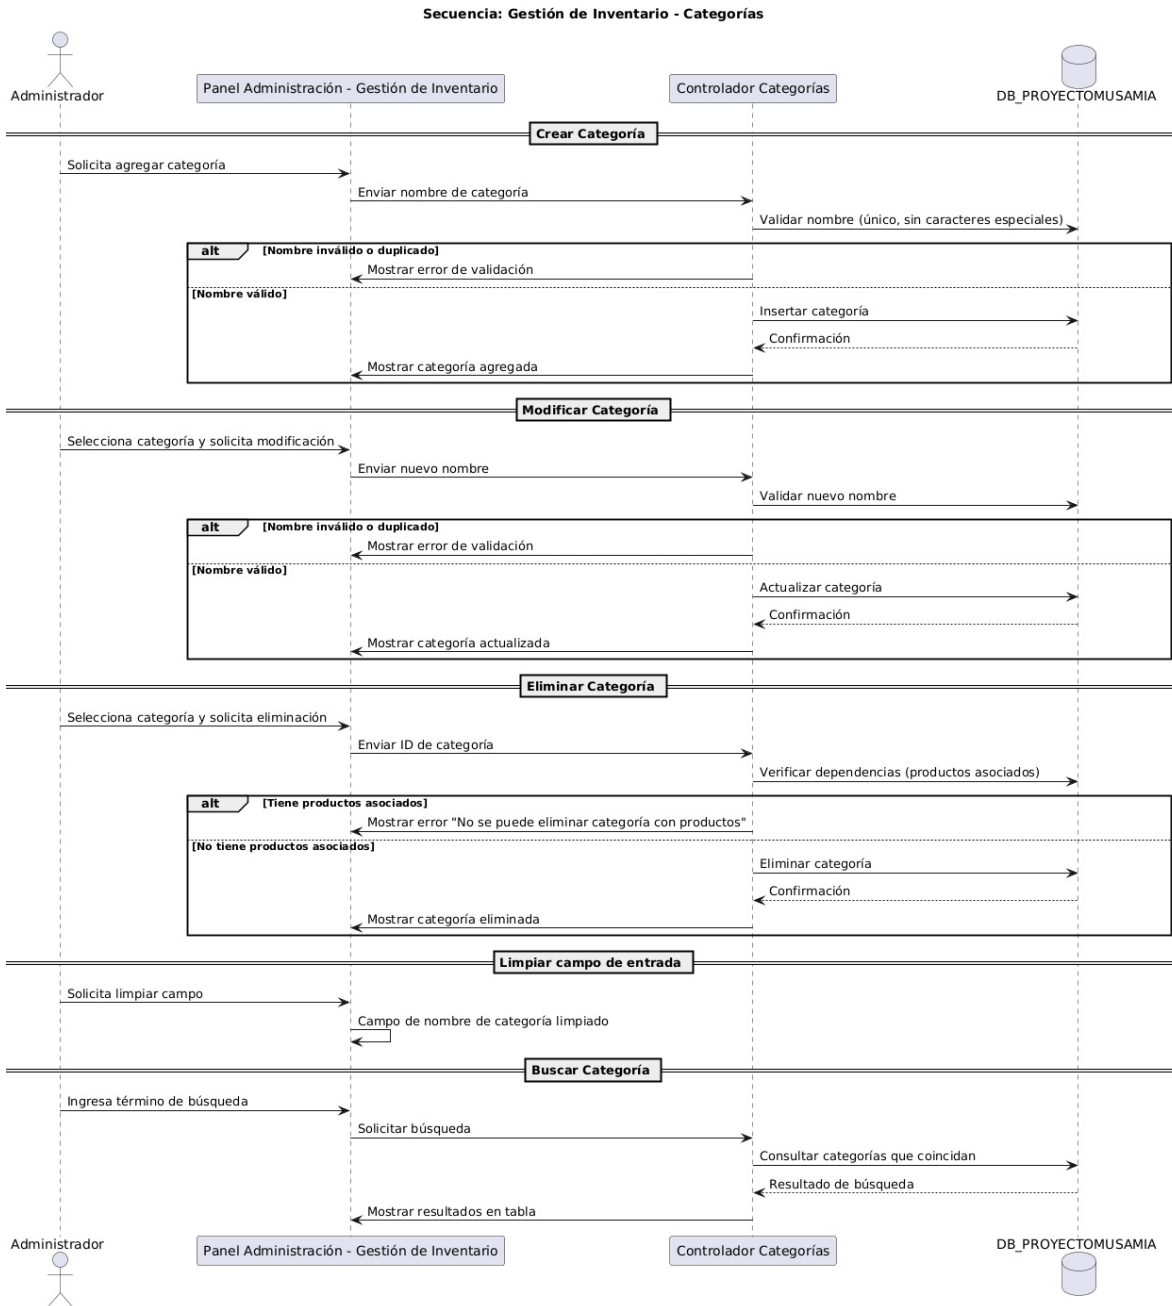 Secuencia: Gestión de Inventario - Categorías
Administrador
Panel Administración - Gestión de Inventario
Controlador Categorías
DB_PROYECTOMUSAMIA
Crear Categoría
Solicita agregar categoría
Enviar nombre de categoría
Validar nombre (único, sin caracteres especiales)
alt
[Nombre inválido o duplicado]
Mostrar error de validación
[Nombre válido]
Insertar categoría
Confirmación
Mostrar categoría agregada
Modificar Categoría
Selecciona categoría y solicita modificación
Enviar nuevo nombre
Validar nuevo nombre
alt
[Nombre inválido o duplicado]
Mostrar error de validación
[Nombre válido]
Actualizar categoría
Confirmación
Mostrar categoría actualizada
Eliminar Categoría
Selecciona categoría y solicita eliminación
Enviar ID de categoría
Verificar dependencias (productos asociados)
alt
[Tiene productos asociados]
Mostrar error "No se puede eliminar categoría con productos"
[No tiene productos asociados]
Eliminar categoría
Confirmación
Mostrar categoría eliminada
Limpiar campo de entrada
Solicita limpiar campo
Campo de nombre de categoría limpiado
Buscar Categoría
Ingresa término de búsqueda
Solicitar búsqueda
Consultar categorías que coincidan
Resultado de búsqueda
Mostrar resultados en tabla
Administrador
Panel Administración - Gestión de Inventario
Controlador Categorías
DB_PROYECTOMUSAMIA